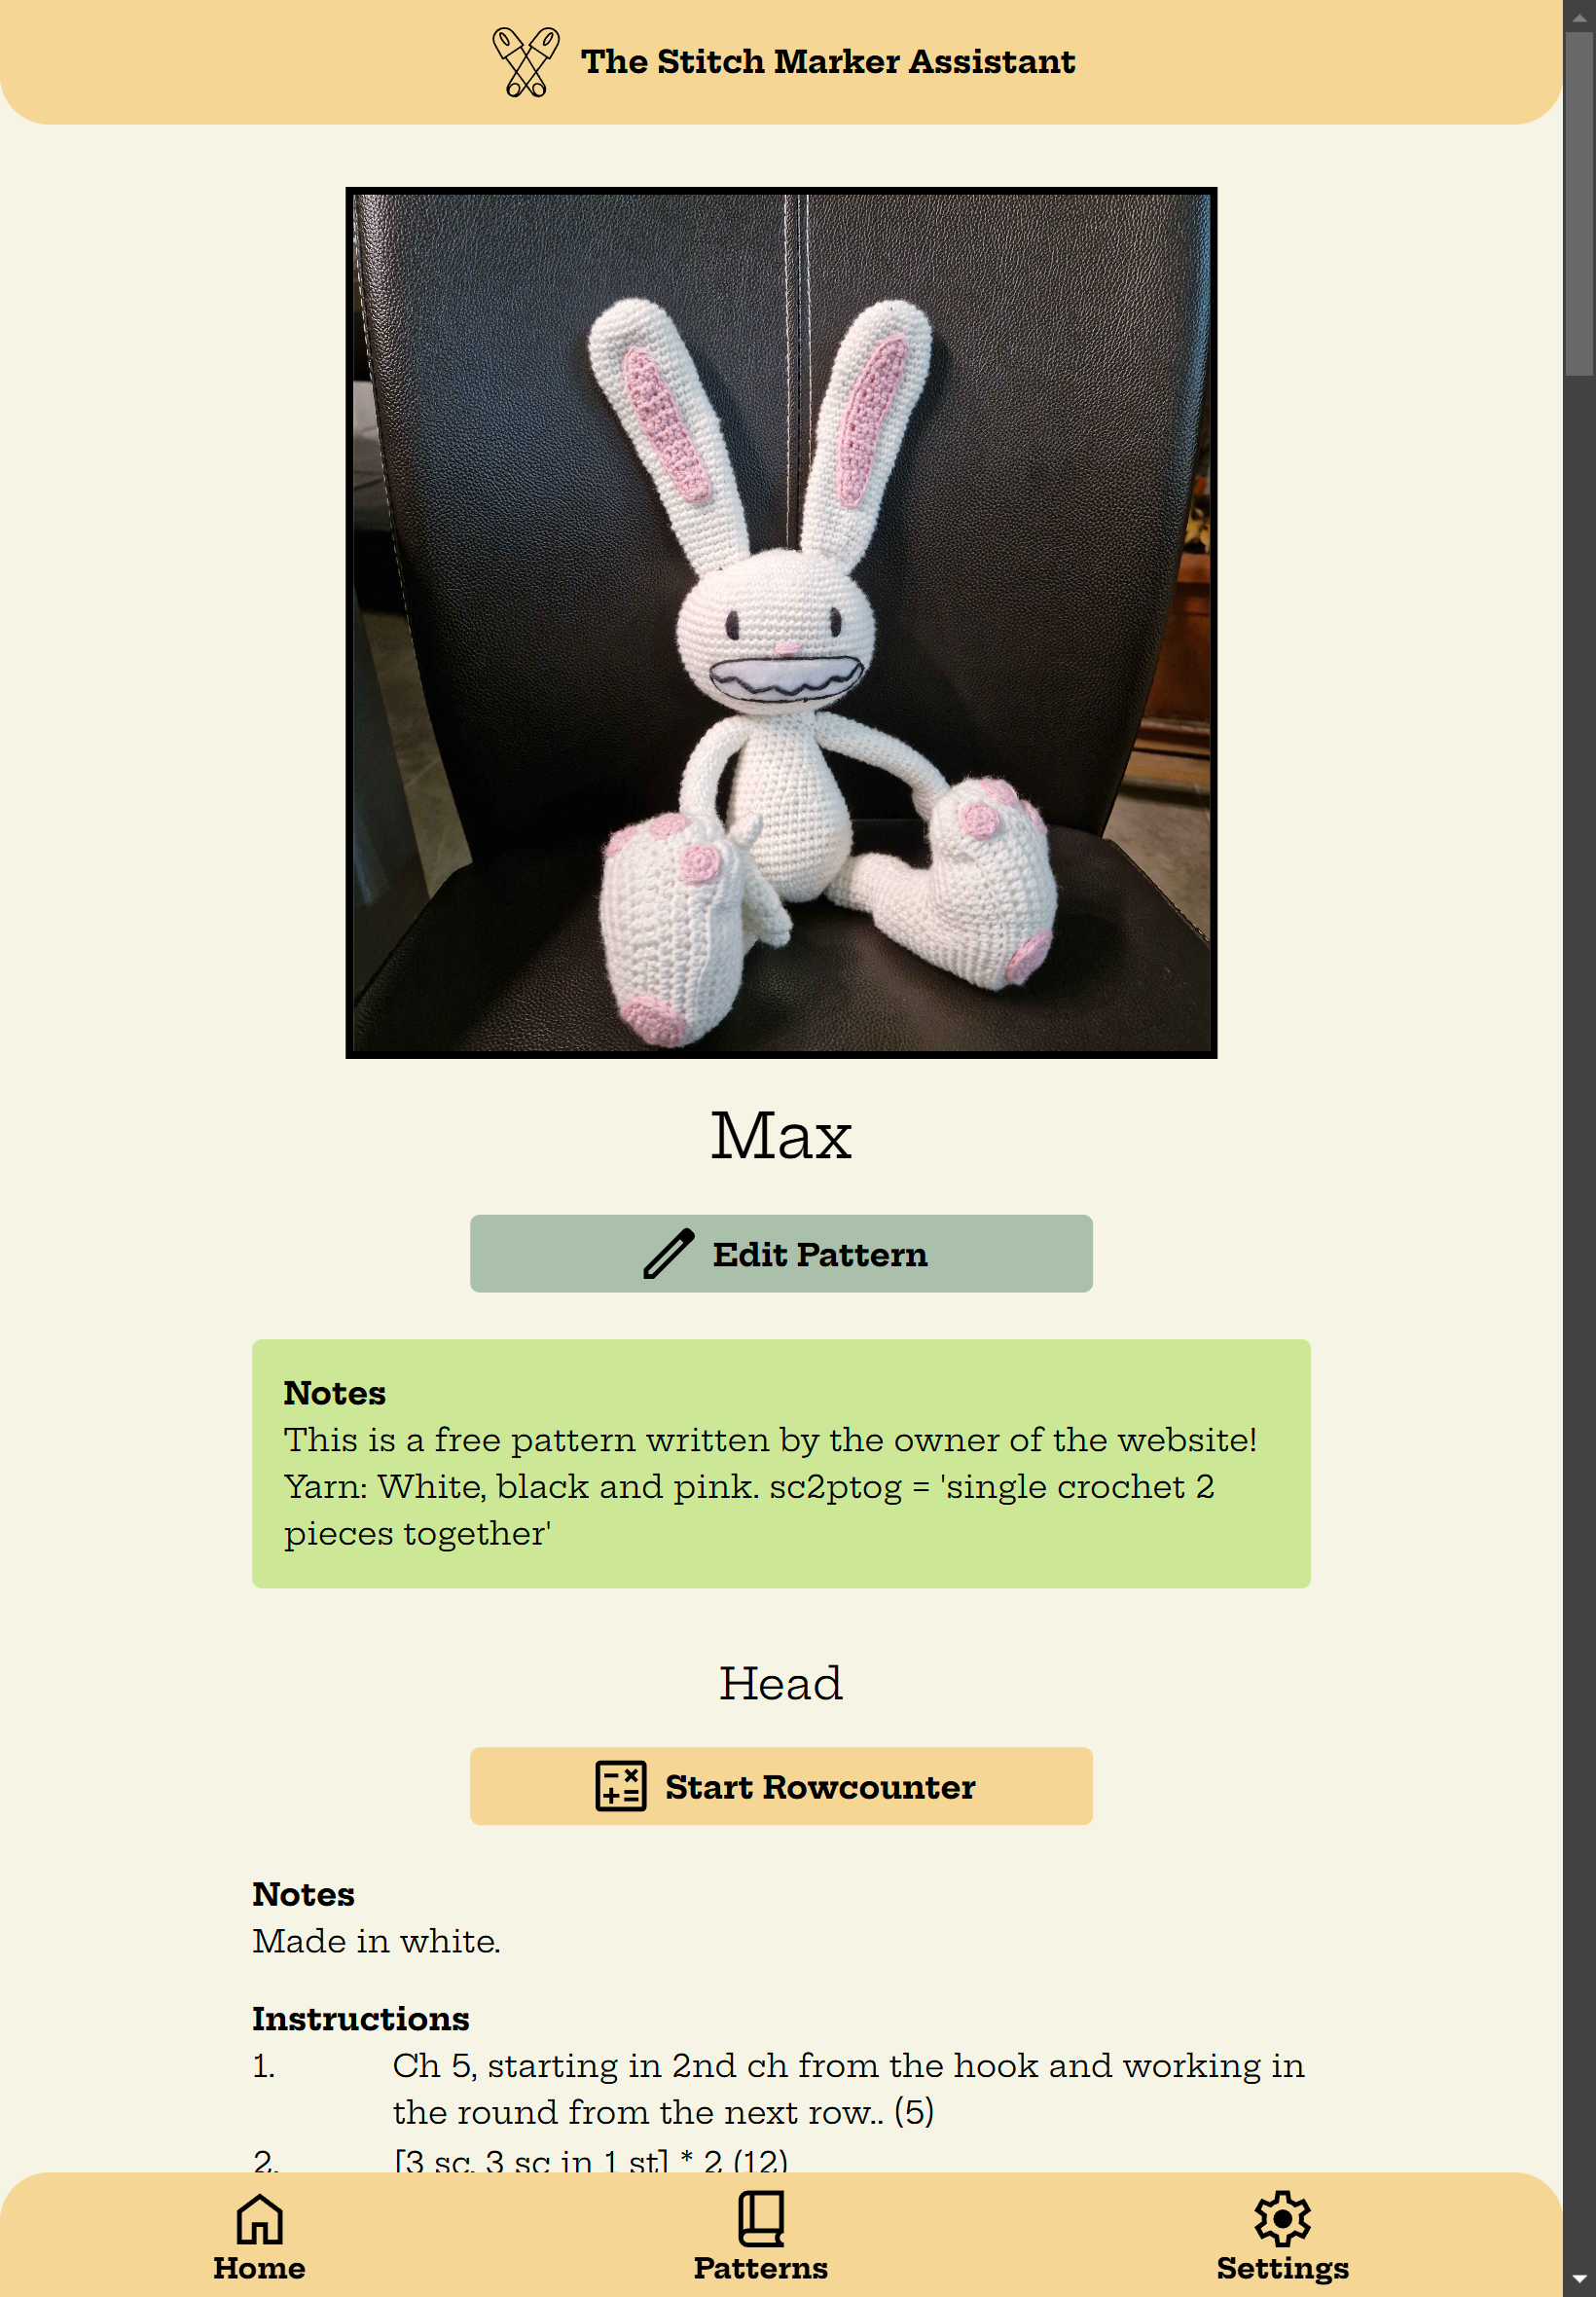 The Stitch Marker Assistant
Max
Edit Pattern
Notes
This is a free pattern written by the owner of the website!
Yarn: White, black and pink. sc2ptog = 'single crochet 2
pieces together'
Head
Start Rowcounter
Notes
Made in white.
Instructions
1. Ch 5, starting in 2nd ch from the hook and working in
the round from the next row.. (5)
2. [3 sc, 3 sc in 1 st] * 2 (12)
Home
Patterns
Settings